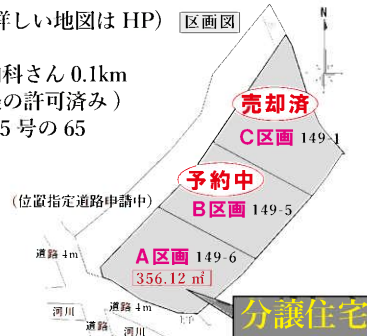 詳しい地図は HP）
区画図
N
内科さん 0.1km
の許可済み ）
5 号の 65
売却済
C区画 149-1
予約中
（位置指定道路申請中）
B区画 149-5
道路 4m
A区画 149-6
356.12 ㎡
道路 4m
河川
道路
河川
分譲住宅